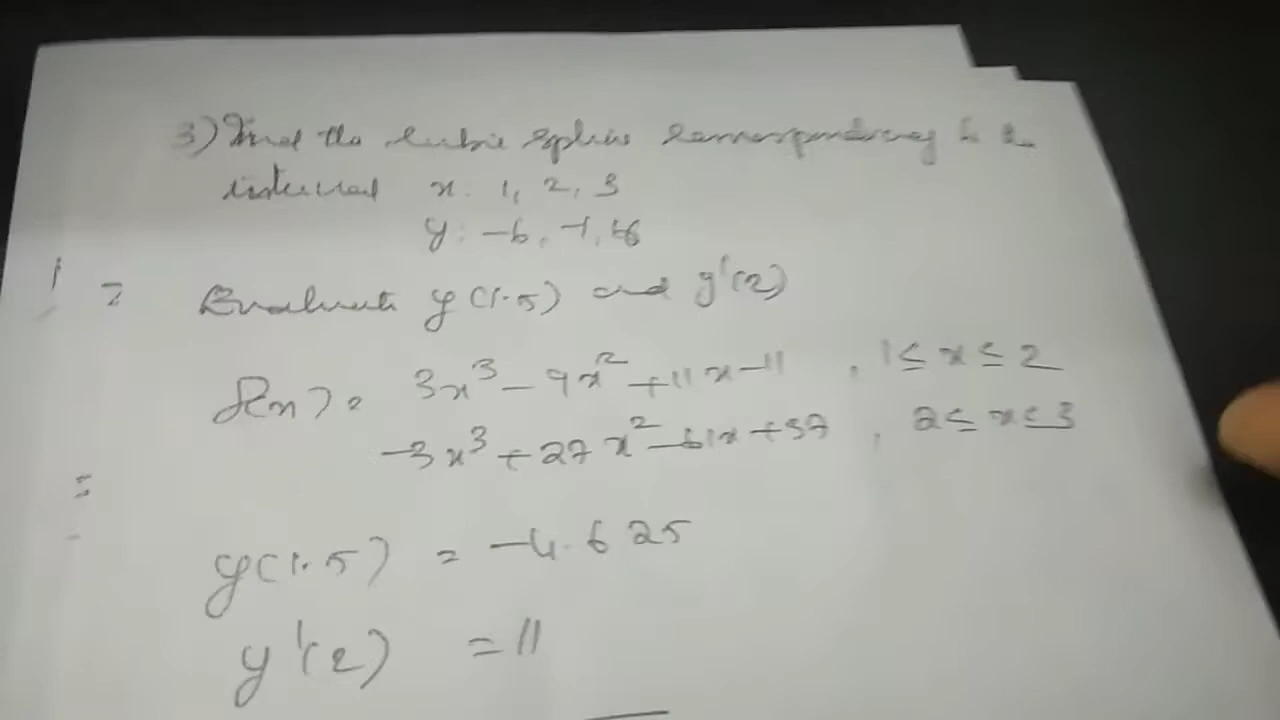 3) Find the cubic spline corresponding to the
interval x: 1, 2, 3
y: -6, -1, 16
Evaluate y(1.5) and y'(2)
3x³ - 9x² + 11x - 11 , 1 ≤ x ≤ 2
-3x³ + 27x² - 61x + 37 , 2 ≤ x ≤ 3
=
y(1.5) = -4.625
y'(2) = 11